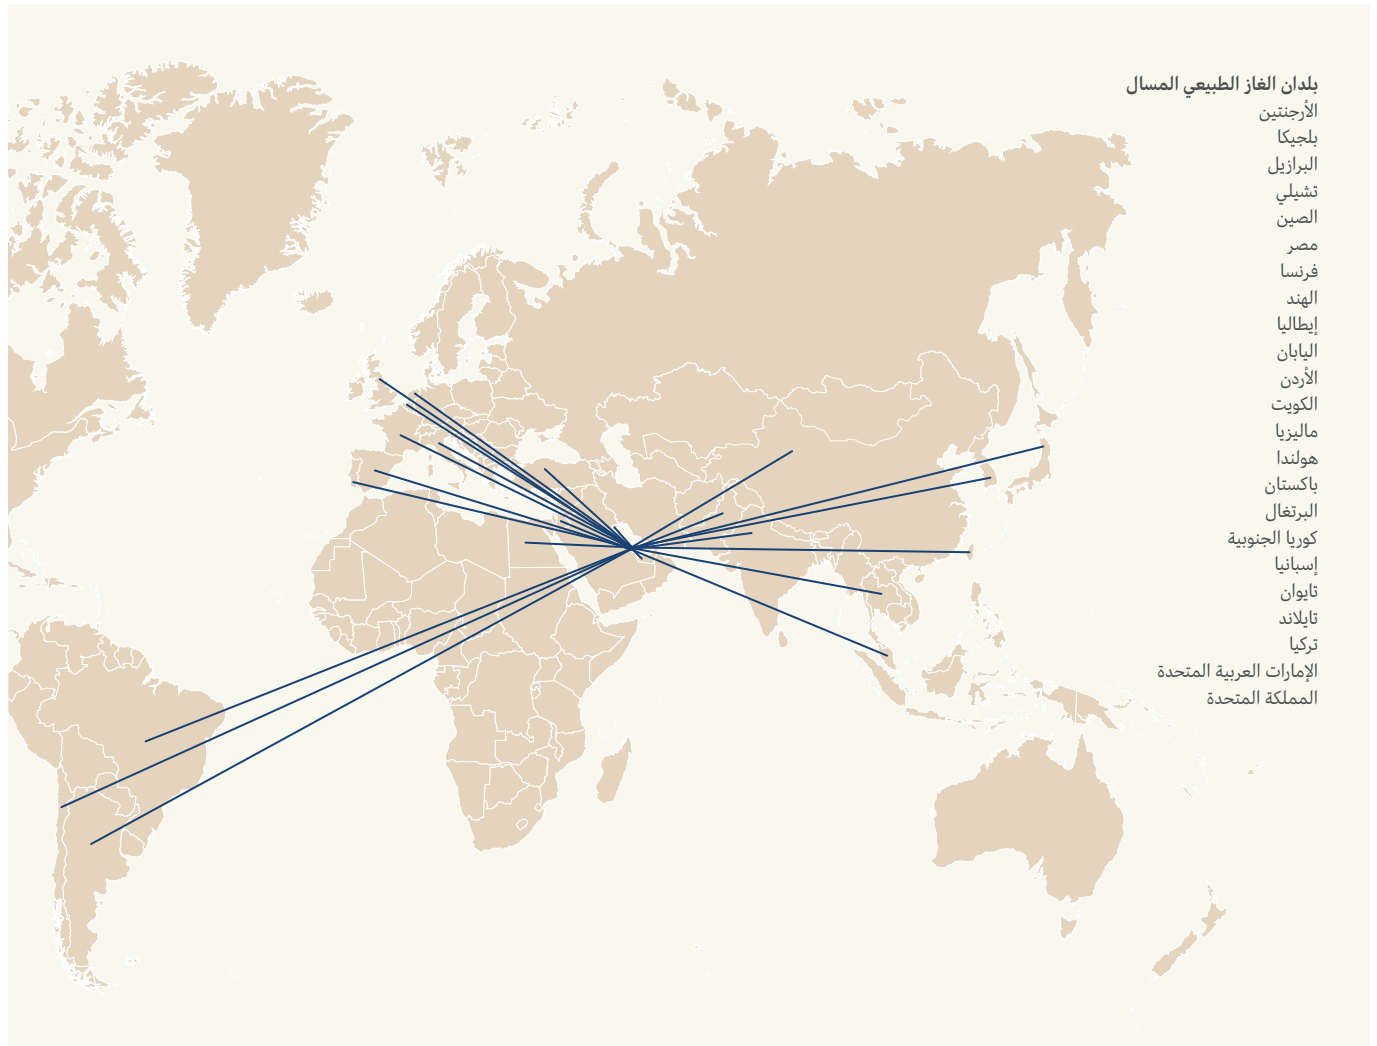 بلدان الغاز الطبيعي المسال
الأرجنتين
بلجيكا
البرازيل
تشيلي
الصين
مصر
فرنسا
الهند
إيطاليا
اليابان
الأردن
الكويت
ماليزيا
هولندا
باكستان
البرتغال
كوريا الجنوبية
إسبانيا
تايوان
تايلاند
تركيا
الإمارات العربية المتحدة
المملكة المتحدة